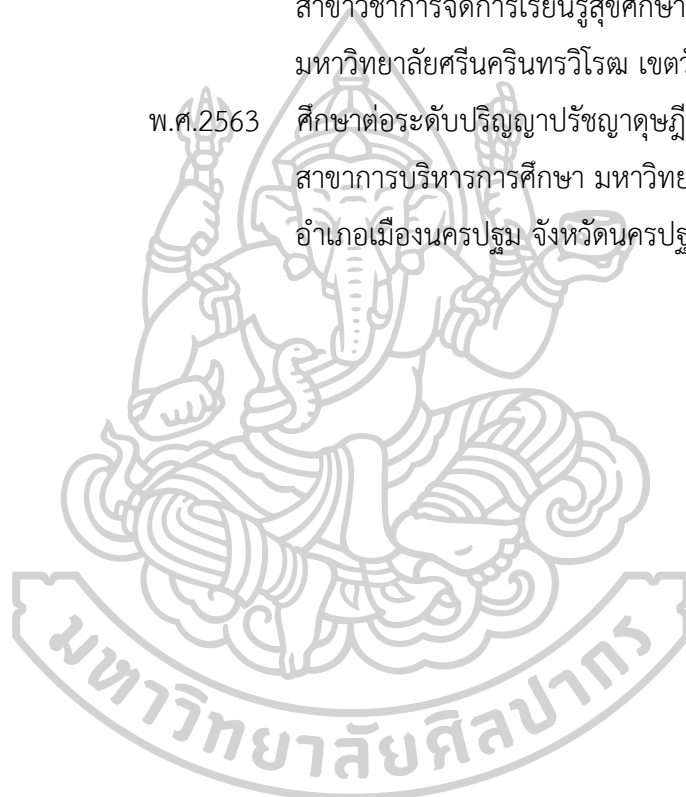 สาขาวิชาการจัดการเรียนรู้สุขศึกษา
มหาวิทยาลัยศรีนครินทรวิโรฒ เขต
พ.ศ.2563 ศึกษาต่อระดับปริญญาปรัชญาดุษฎี
สาขาการบริหารการศึกษา มหาวิทย
อำเภอเมืองนครปฐม จังหวัดนครปฐ
มหาวิทยาลัยศิลปากร